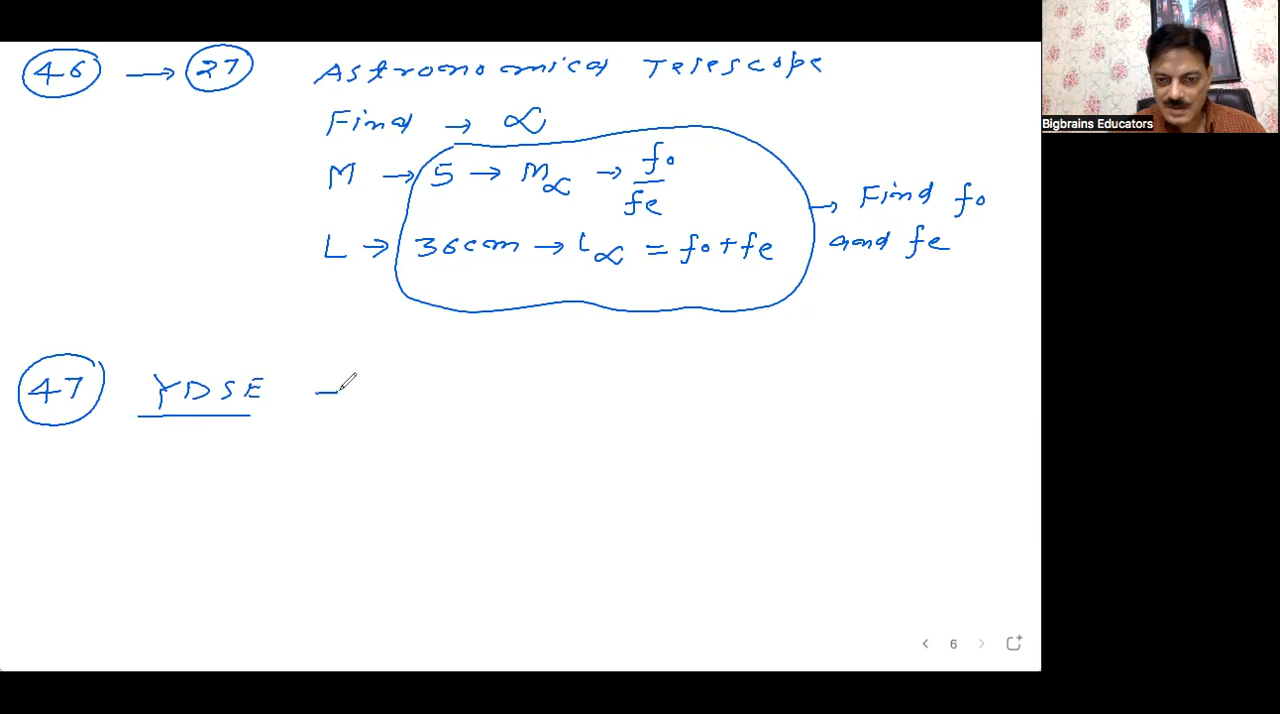 46 → 27 Astronomical Telescope
Find → ∝
M → 5 → M∝ → fo/fe
L → 36cm → L∝ = fo + fe
→ Find fo
and fe
47 YDSE –
6
Bigbrains Educators